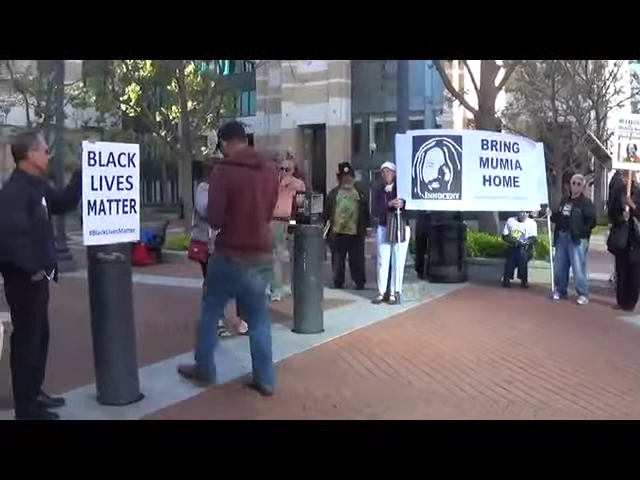 BLACK
LIVES
MATTER
#BlackLivesMatter
BRING
MUMIA
HOME
INNOCENT